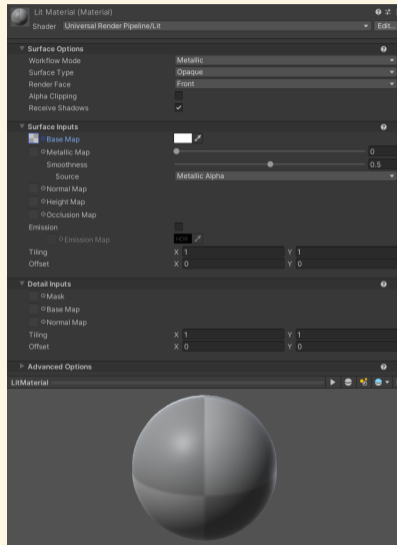 Lit Material (Material)
Shader Universal Render Pipeline/Lit Edit...
Surface Options
Workflow Mode Metallic
Surface Type Opaque
Render Face Front
Alpha Clipping
Receive Shadows
Surface Inputs
Base Map
Metallic Map 0
Smoothness 0.5
Source Metallic Alpha
Normal Map
Height Map
Occlusion Map
Emission
Emission Map HDR
Tiling X 1 Y 1
Offset X 0 Y 0
Detail Inputs
Mask
Base Map
Normal Map
Tiling X 1 Y 1
Offset X 0 Y 0
Advanced Options
LitMaterial